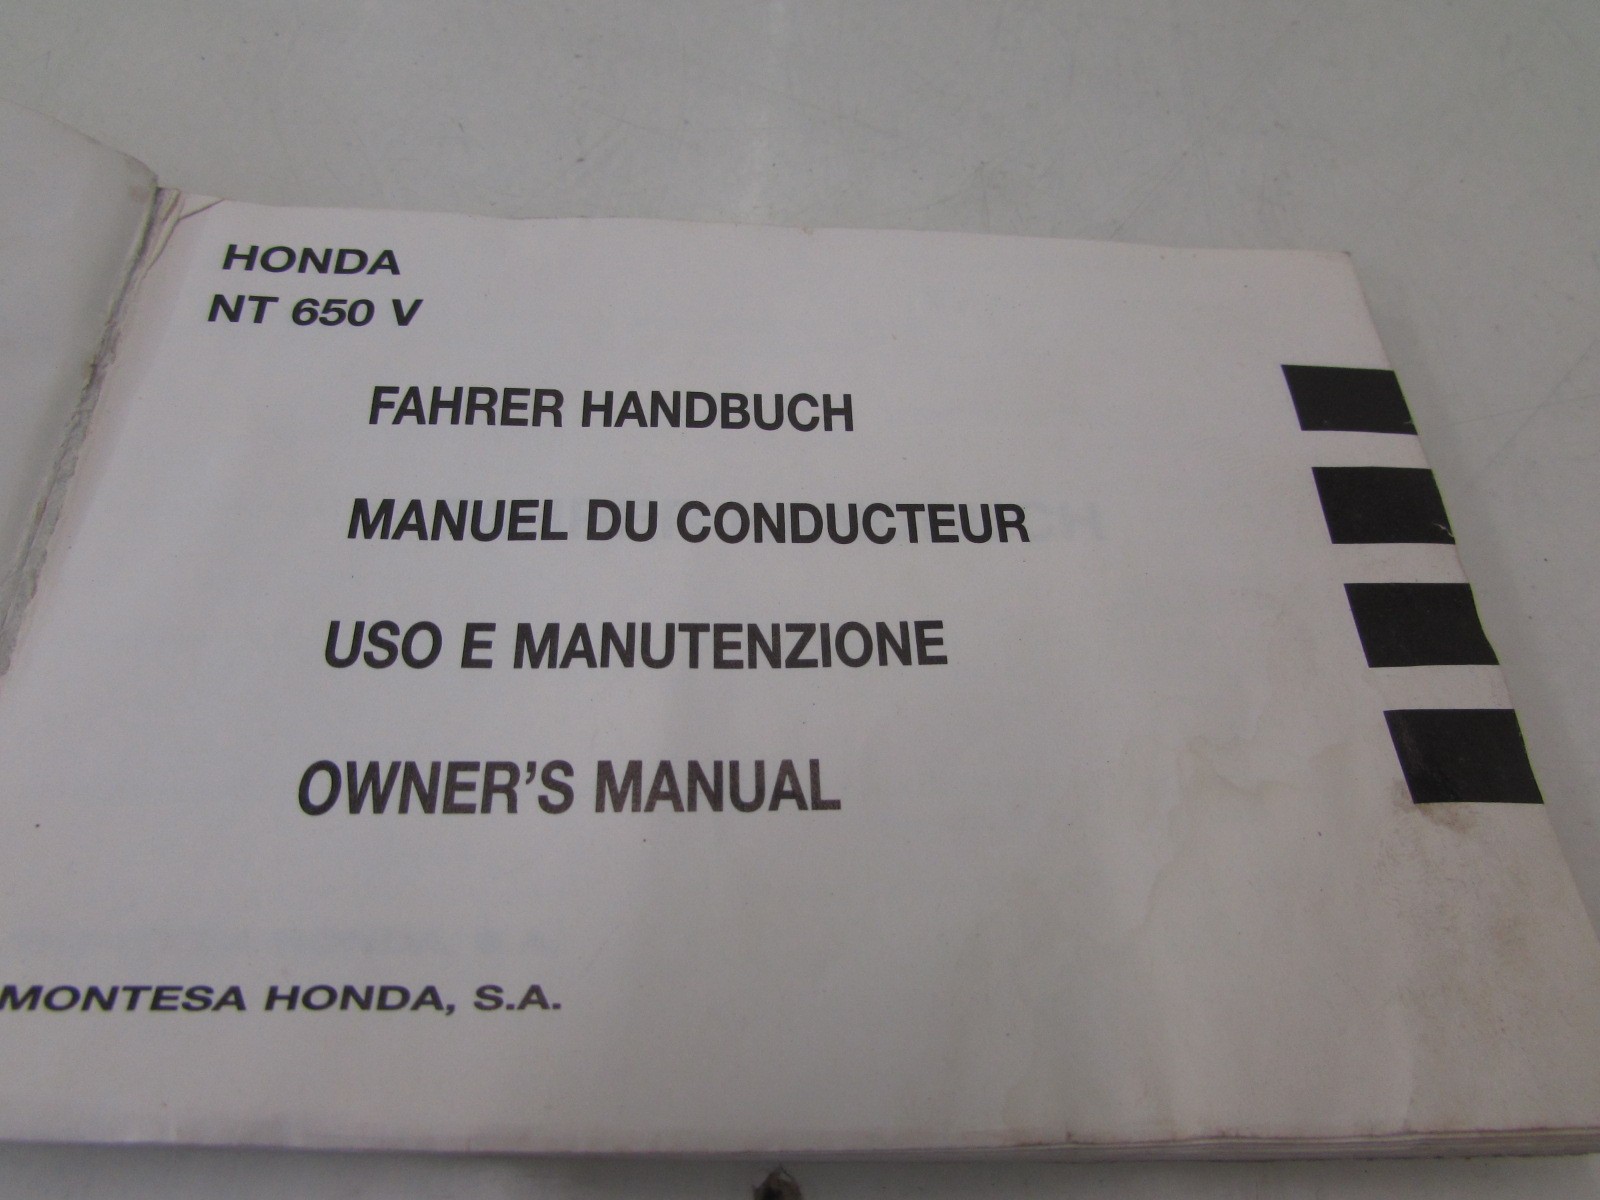 HONDA
NT 650 V
FAHRER HANDBUCH
MANUEL DU CONDUCTEUR
USO E MANUTENZIONE
OWNER'S MANUAL
MONTESA HONDA, S.A.